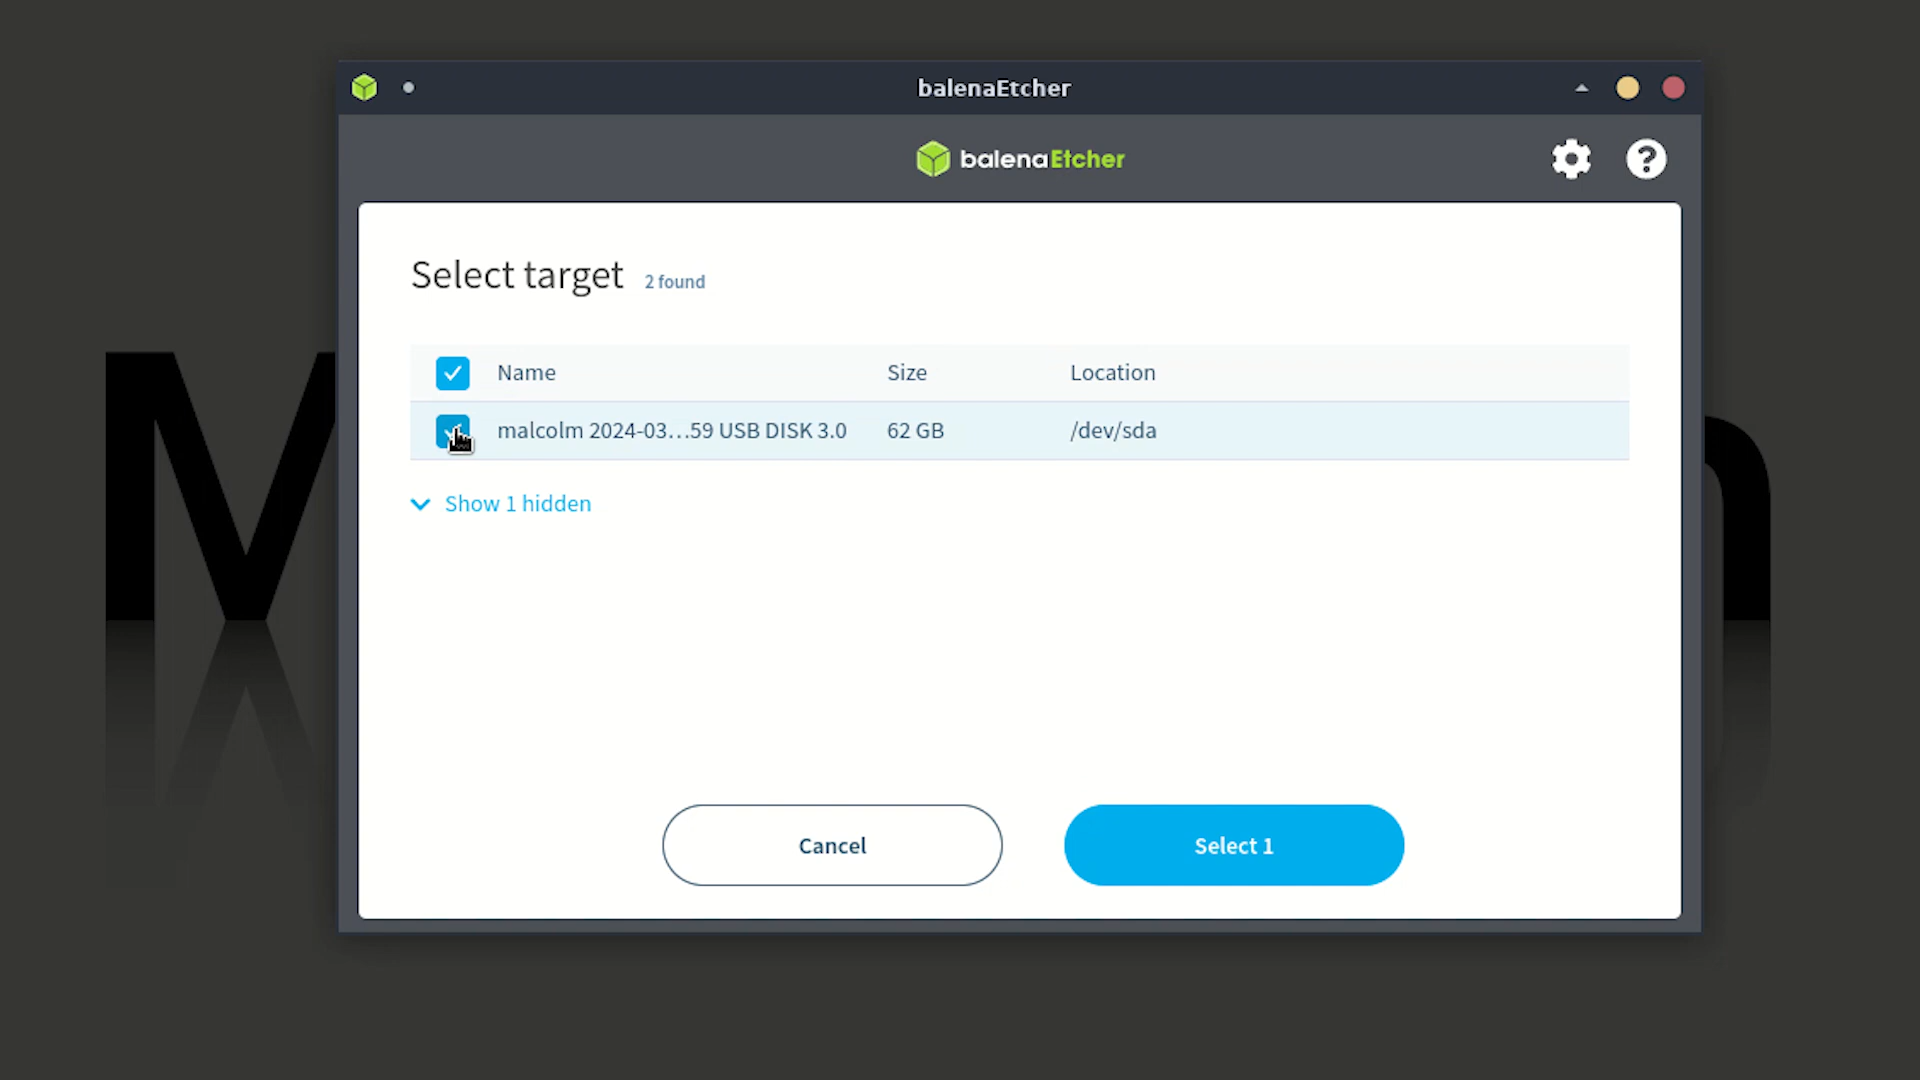 balenaEtcher
balenaEtcher
Select target 2 found
Name Size Location
malcolm 2024-03...59 USB DISK 3.0 62 GB /dev/sda
Show 1 hidden
Cancel Select 1